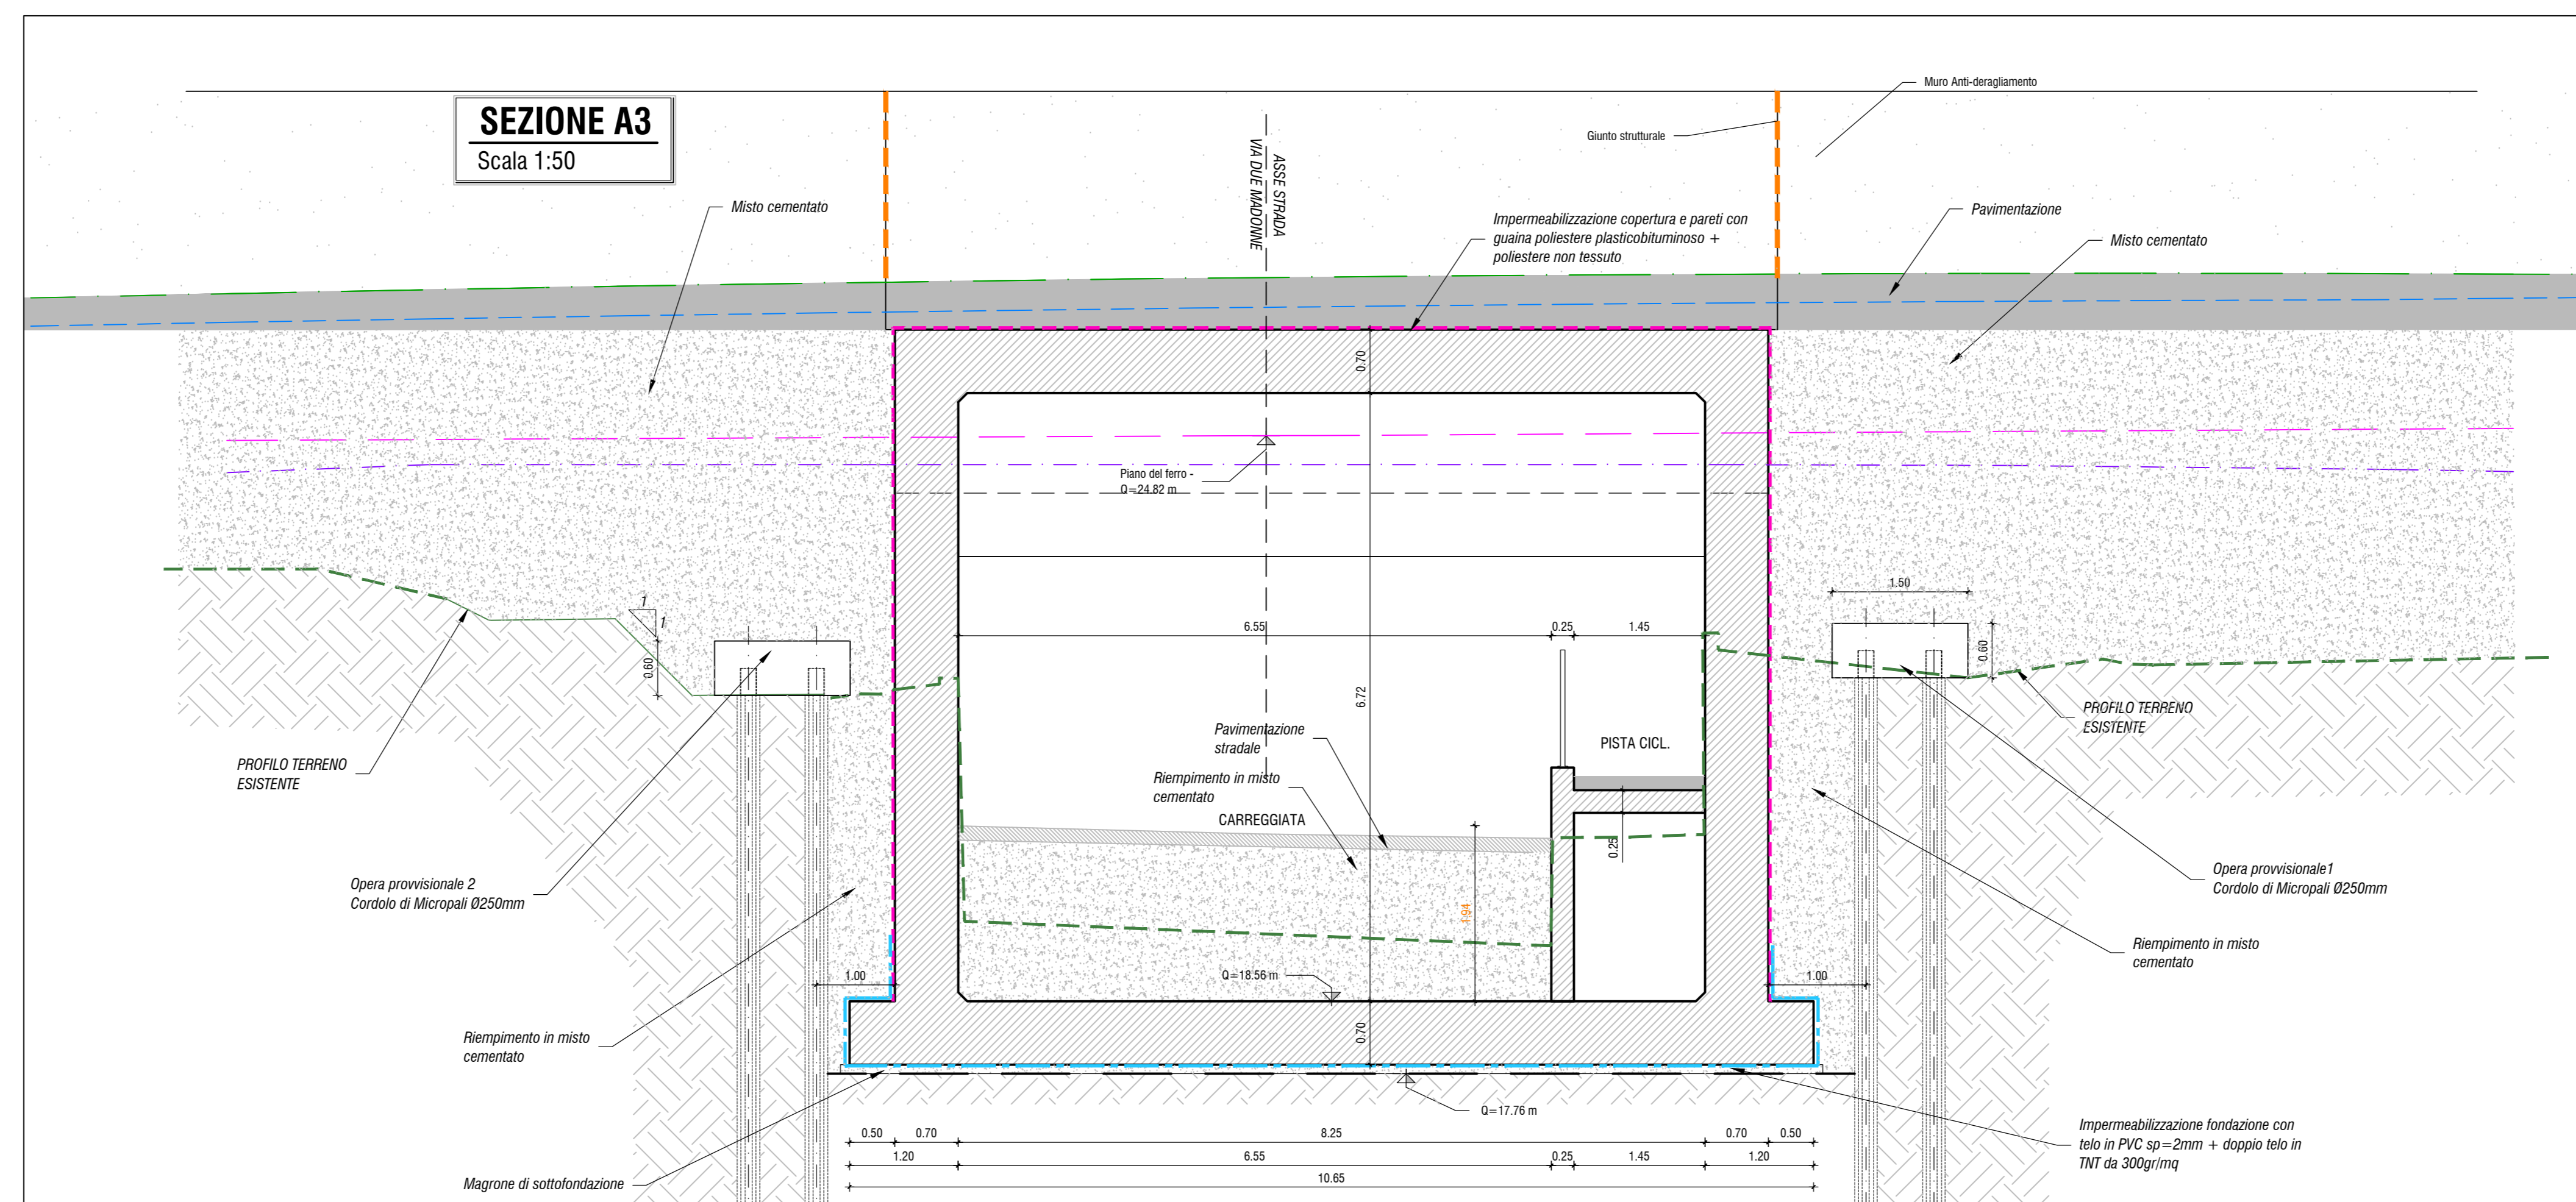 SEZIONE A3
Scala 1:50
Muro Anti-deragliamento
Giunto strutturale
ASSE STRADA
VIA DUE MADONNE
Misto cementato
Impermeabilizzazione copertura e pareti con
guaina poliestere plasticobituminoso +
poliestere non tessuto
Pavimentazione
Misto cementato
0.70
Piano del ferro -
Q=24.82 m
1
1
0.60
1.50
0.60
6.55
0.25
1.45
6.72
PROFILO TERRENO
ESISTENTE
Pavimentazione
stradale
Riempimento in misto
cementato
CARREGGIATA
PISTA CICL.
0.25
PROFILO TERRENO
ESISTENTE
Opera provvisionale 2
Cordolo di Micropali Ø250mm
Opera provvisionale1
Cordolo di Micropali Ø250mm
1.94
1.00
Q=18.56 m
1.00
Riempimento in misto
cementato
Riempimento in misto
cementato
0.70
Q=17.76 m
0.50
0.70
8.25
0.70
0.50
1.20
6.55
0.25
1.45
1.20
10.65
Magrone di sottofondazione
Impermeabilizzazione fondazione con
telo in PVC sp=2mm + doppio telo in
TNT da 300gr/mq